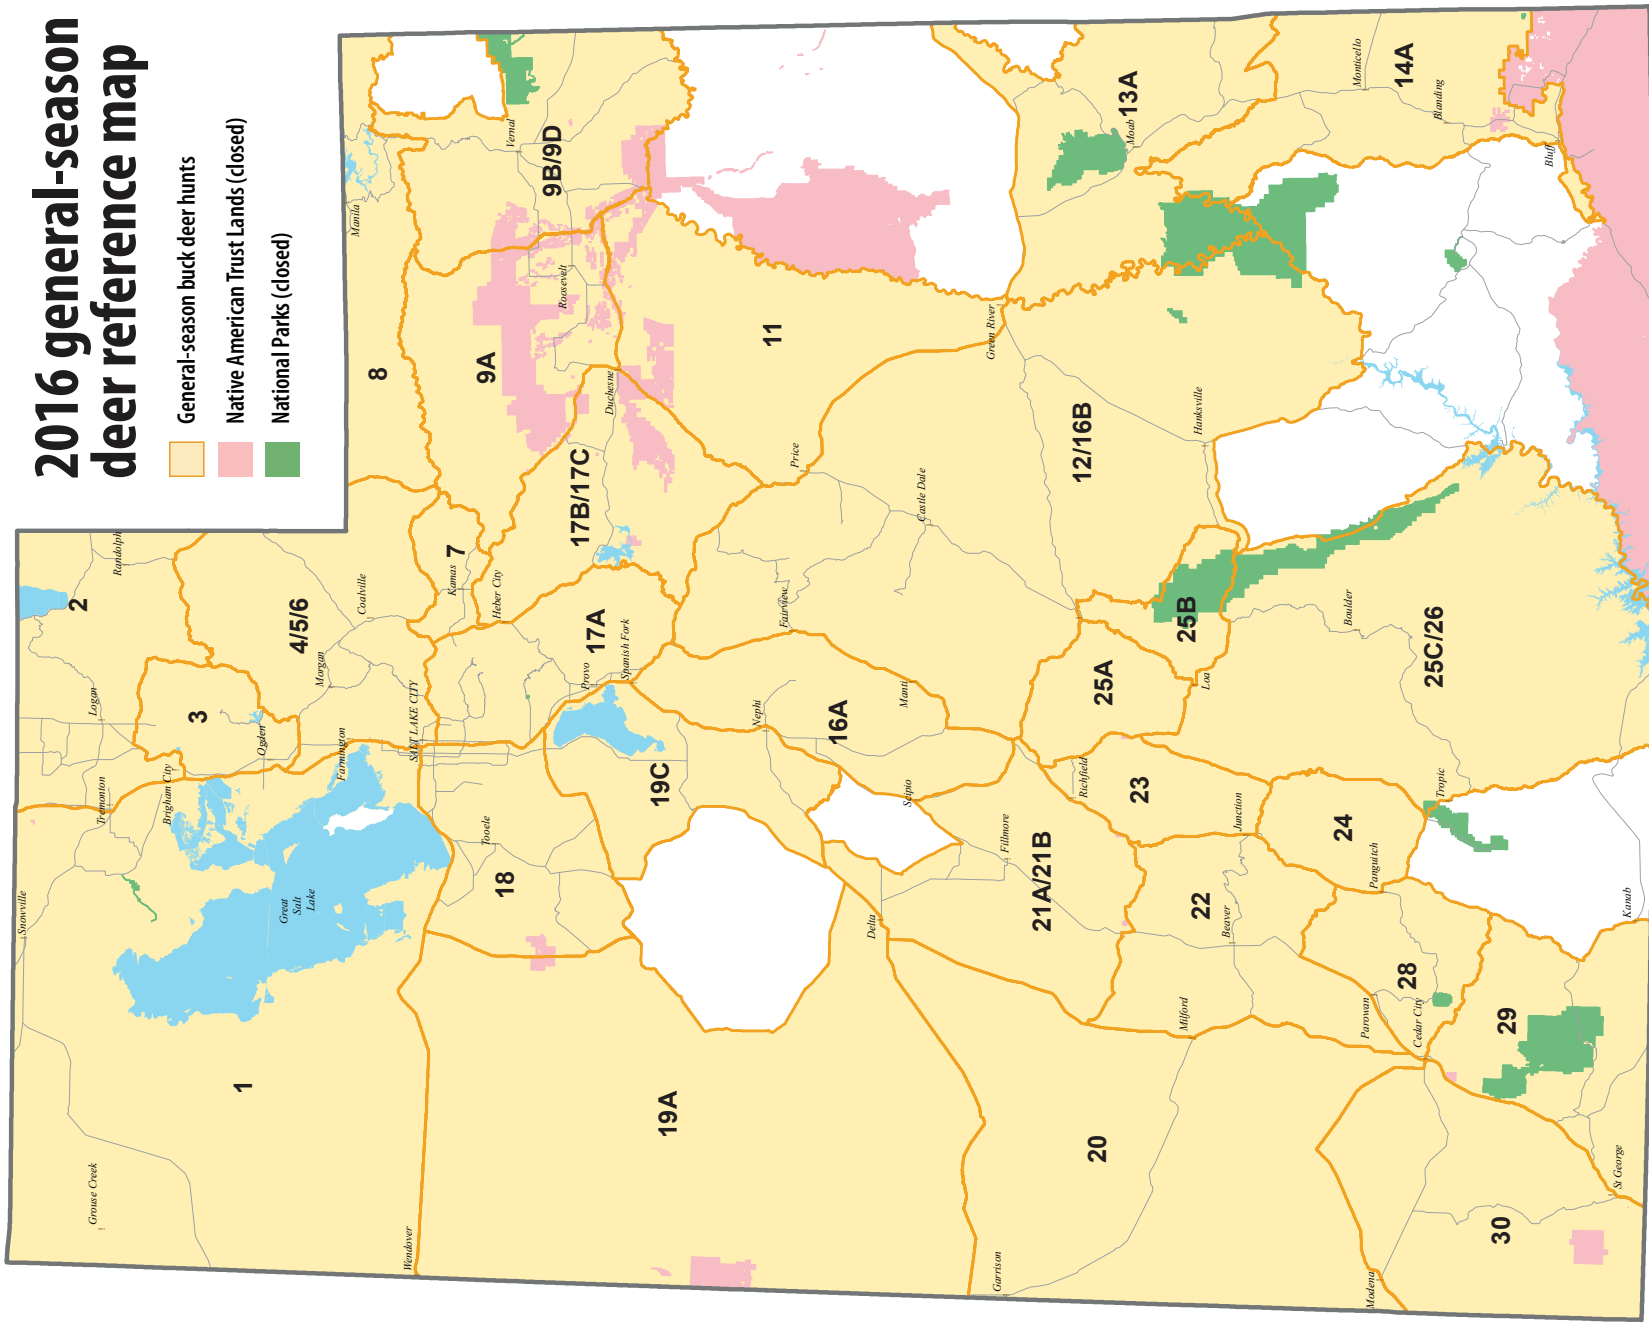 2016 general-season
deer reference map
General-season buck deer hunts
Native American Trust Lands (closed)
National Parks (closed)
Snowville
Tremonton
Logan
Randolph
2
Grouse Creek
1
Great
Salt
Lake
Brigham City
3
Ogden
Morgan
4/5/6
Coalville
Farmington
SALT LAKE CITY
Wendover
Manila
8
Kamas
7
Heber City
9A
Vernal
9B/9D
Roosevelt
Duchesne
17B/17C
17A
Provo
Spanish Fork
Tooele
18
19C
19A
Nephi
Fairview
Price
11
16A
Manti
Castle Dale
Scipio
Delta
Green River
Garrison
Fillmore
21A/21B
20
12/16B
13A
Moab
Richfield
23
25A
25B
Loa
Hanksville
Milford
22
Beaver
Junction
24
Boulder
25C/26
Monticello
14A
Blanding
Bluff
Modena
Parowan
Panguitch
28
Cedar City
Tropic
30
29
St George
Kanab